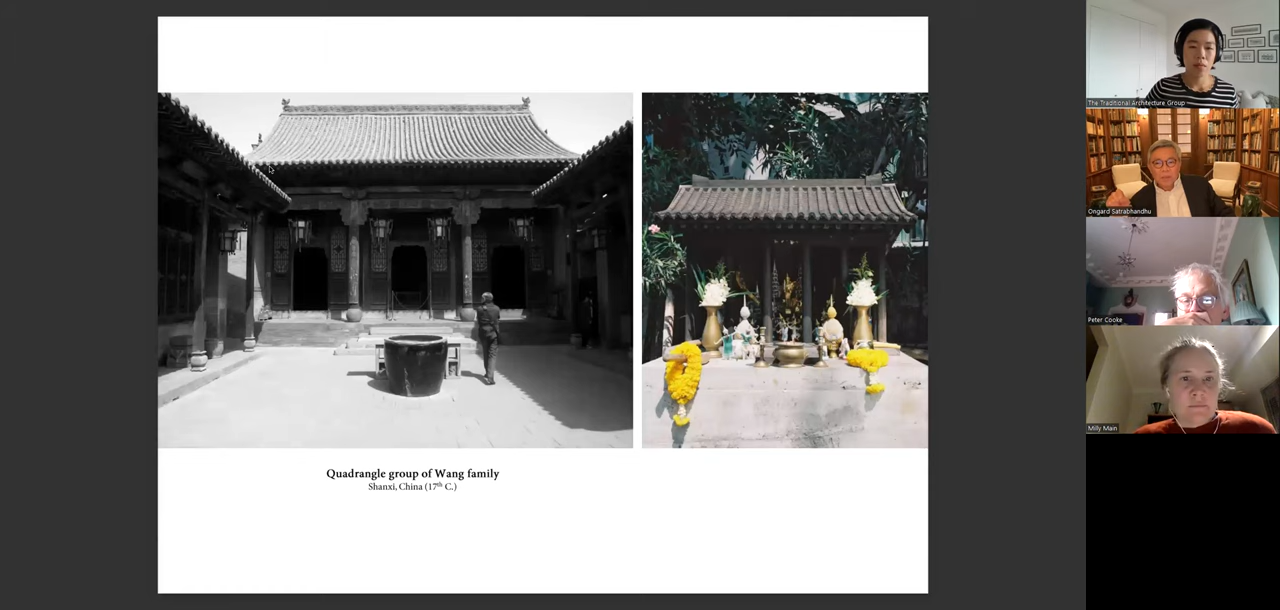 Quadrangle group of Wang family
Shanxi, China (17th C.)
The Traditional Architecture Group
Ongard Satrabhandhu
Peter Cooke
Milly Main